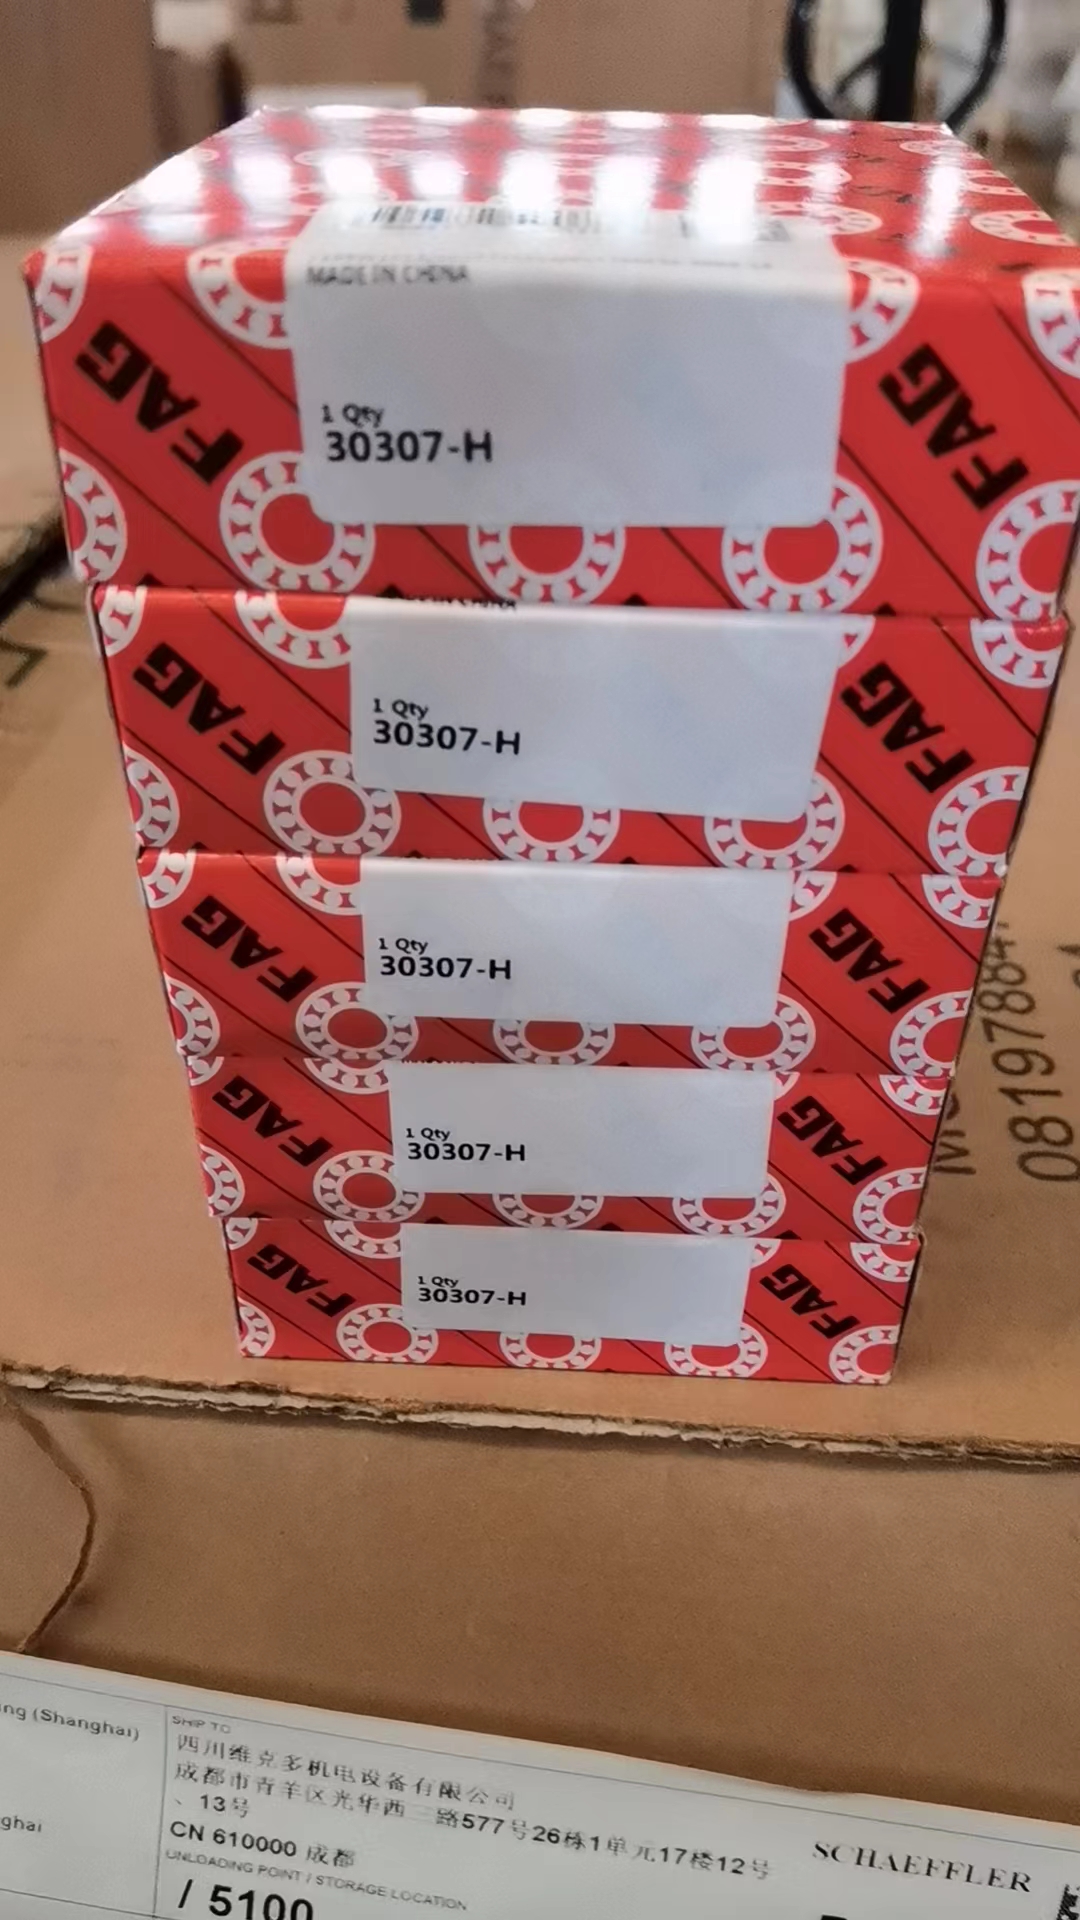 MADE IN CHINA
1 Qty
30307-H
FAG
FAG
1 Qty
30307-H
FAG
FAG
1 Qty
30307-H
FAG
FAG
1 Qty
30307-H
FAG
FAG
1 Qty
30307-H
FAG
FAG
08197884
ng (Shanghai)
ghai
SHIP TO
四川维克多机电设备有限公司
成都市青羊区光华西 路577号26栋1单元17楼12号
、13号
CN 610000 成都
UNLOADING POINT / STORAGE LOCATION
/ 5100
SCHAEFFLER